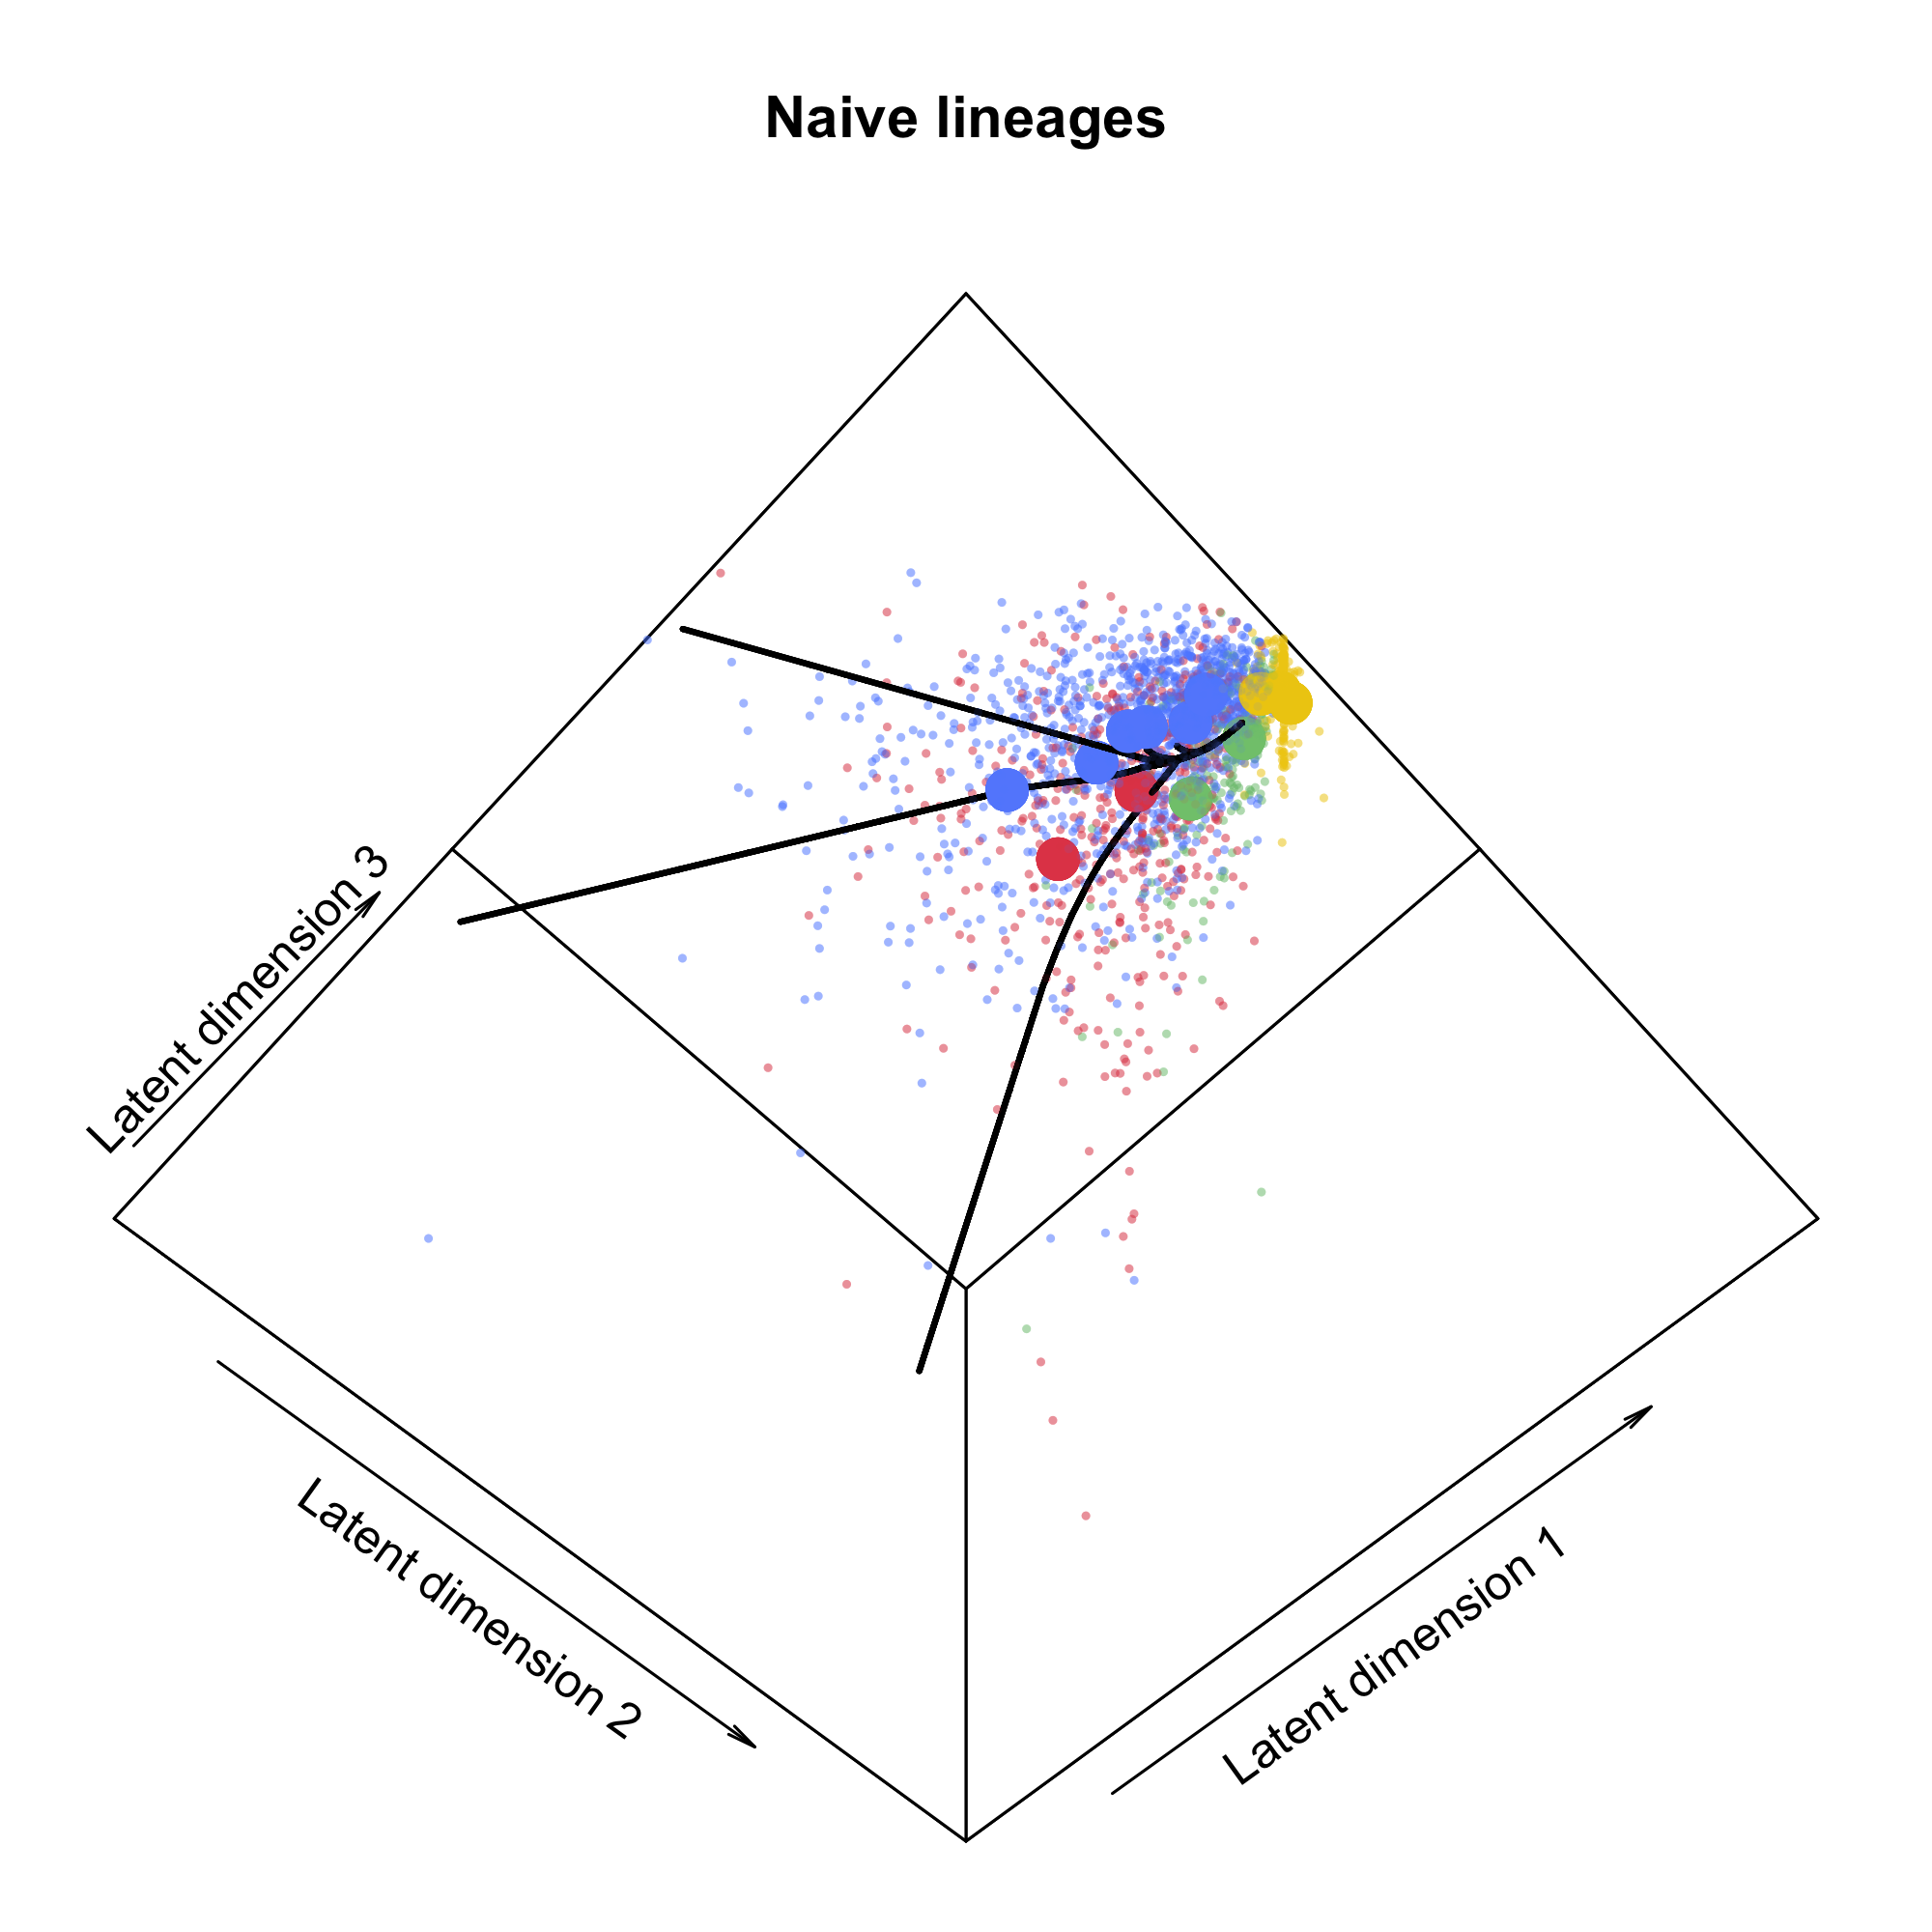 Naive lineages
Latent dimension 3
Latent dimension 2
Latent dimension 1